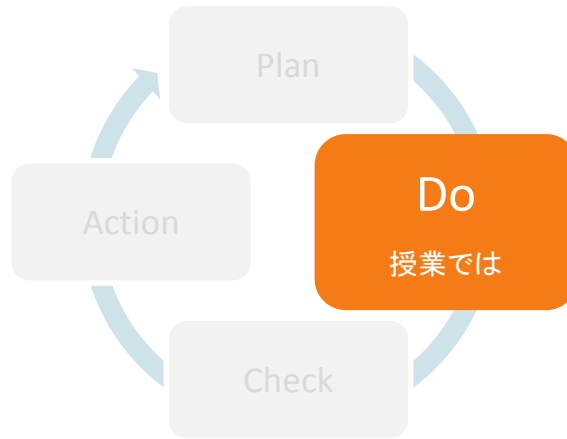 Plan
Do
授業では
Action
Check